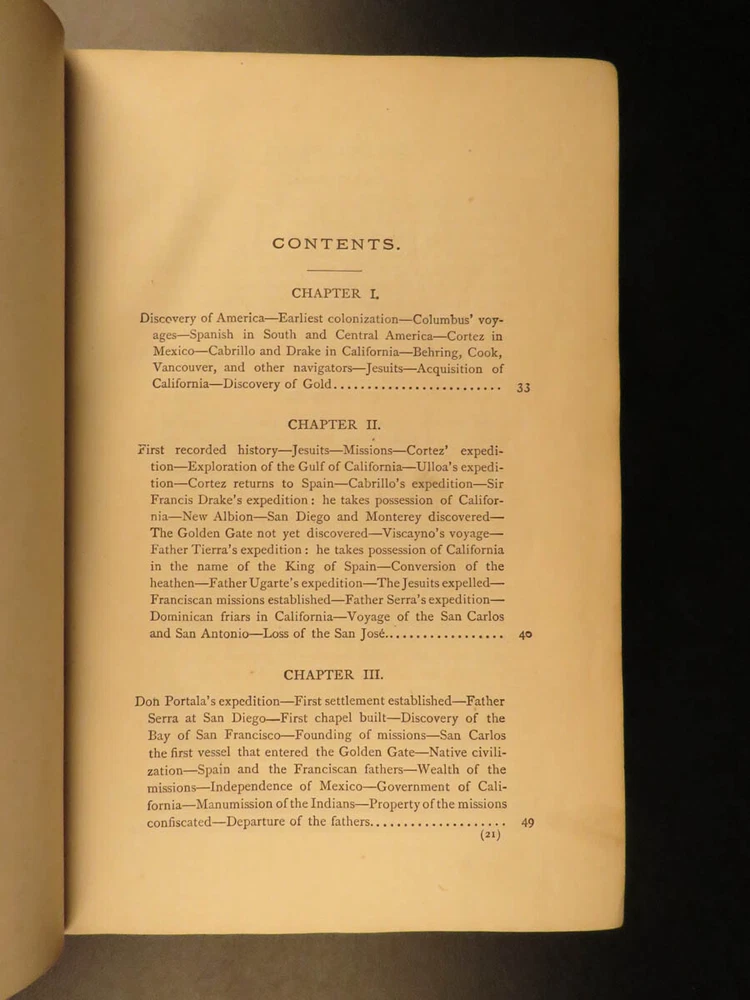 CONTENTS.
CHAPTER I.
Discovery of America—Earliest colonization—Columbus' voy-
ages—Spanish in South and Central America—Cortez in
Mexico—Cabrillo and Drake in California—Behring, Cook,
Vancouver, and other navigators—Jesuits—Acquisition of
California—Discovery of Gold......................... 33
CHAPTER II.
First recorded history—Jesuits—Missions—Cortez' expedi-
tion—Exploration of the Gulf of California—Ulloa's expedi-
tion—Cortez returns to Spain—Cabrillo's expedition—Sir
Francis Drake's expedition: he takes possession of Califor-
nia—New Albion—San Diego and Monterey discovered—
The Golden Gate not yet discovered—Viscayno's voyage—
Father Tierra's expedition: he takes possession of California
in the name of the King of Spain—Conversion of the
heathen—Father Ugarte's expedition—The Jesuits expelled—
Franciscan missions established—Father Serra's expedition—
Dominican friars in California—Voyage of the San Carlos
and San Antonio—Loss of the San José.................. 40
CHAPTER III.
Don Portala's expedition—First settlement established—Father
Serra at San Diego—First chapel built—Discovery of the
Bay of San Francisco—Founding of missions—San Carlos
the first vessel that entered the Golden Gate—Native civili-
zation—Spain and the Franciscan fathers—Wealth of the
missions—Independence of Mexico—Government of Cali-
fornia—Manumission of the Indians—Property of the missions
confiscated—Departure of the fathers.................... 49
(21)